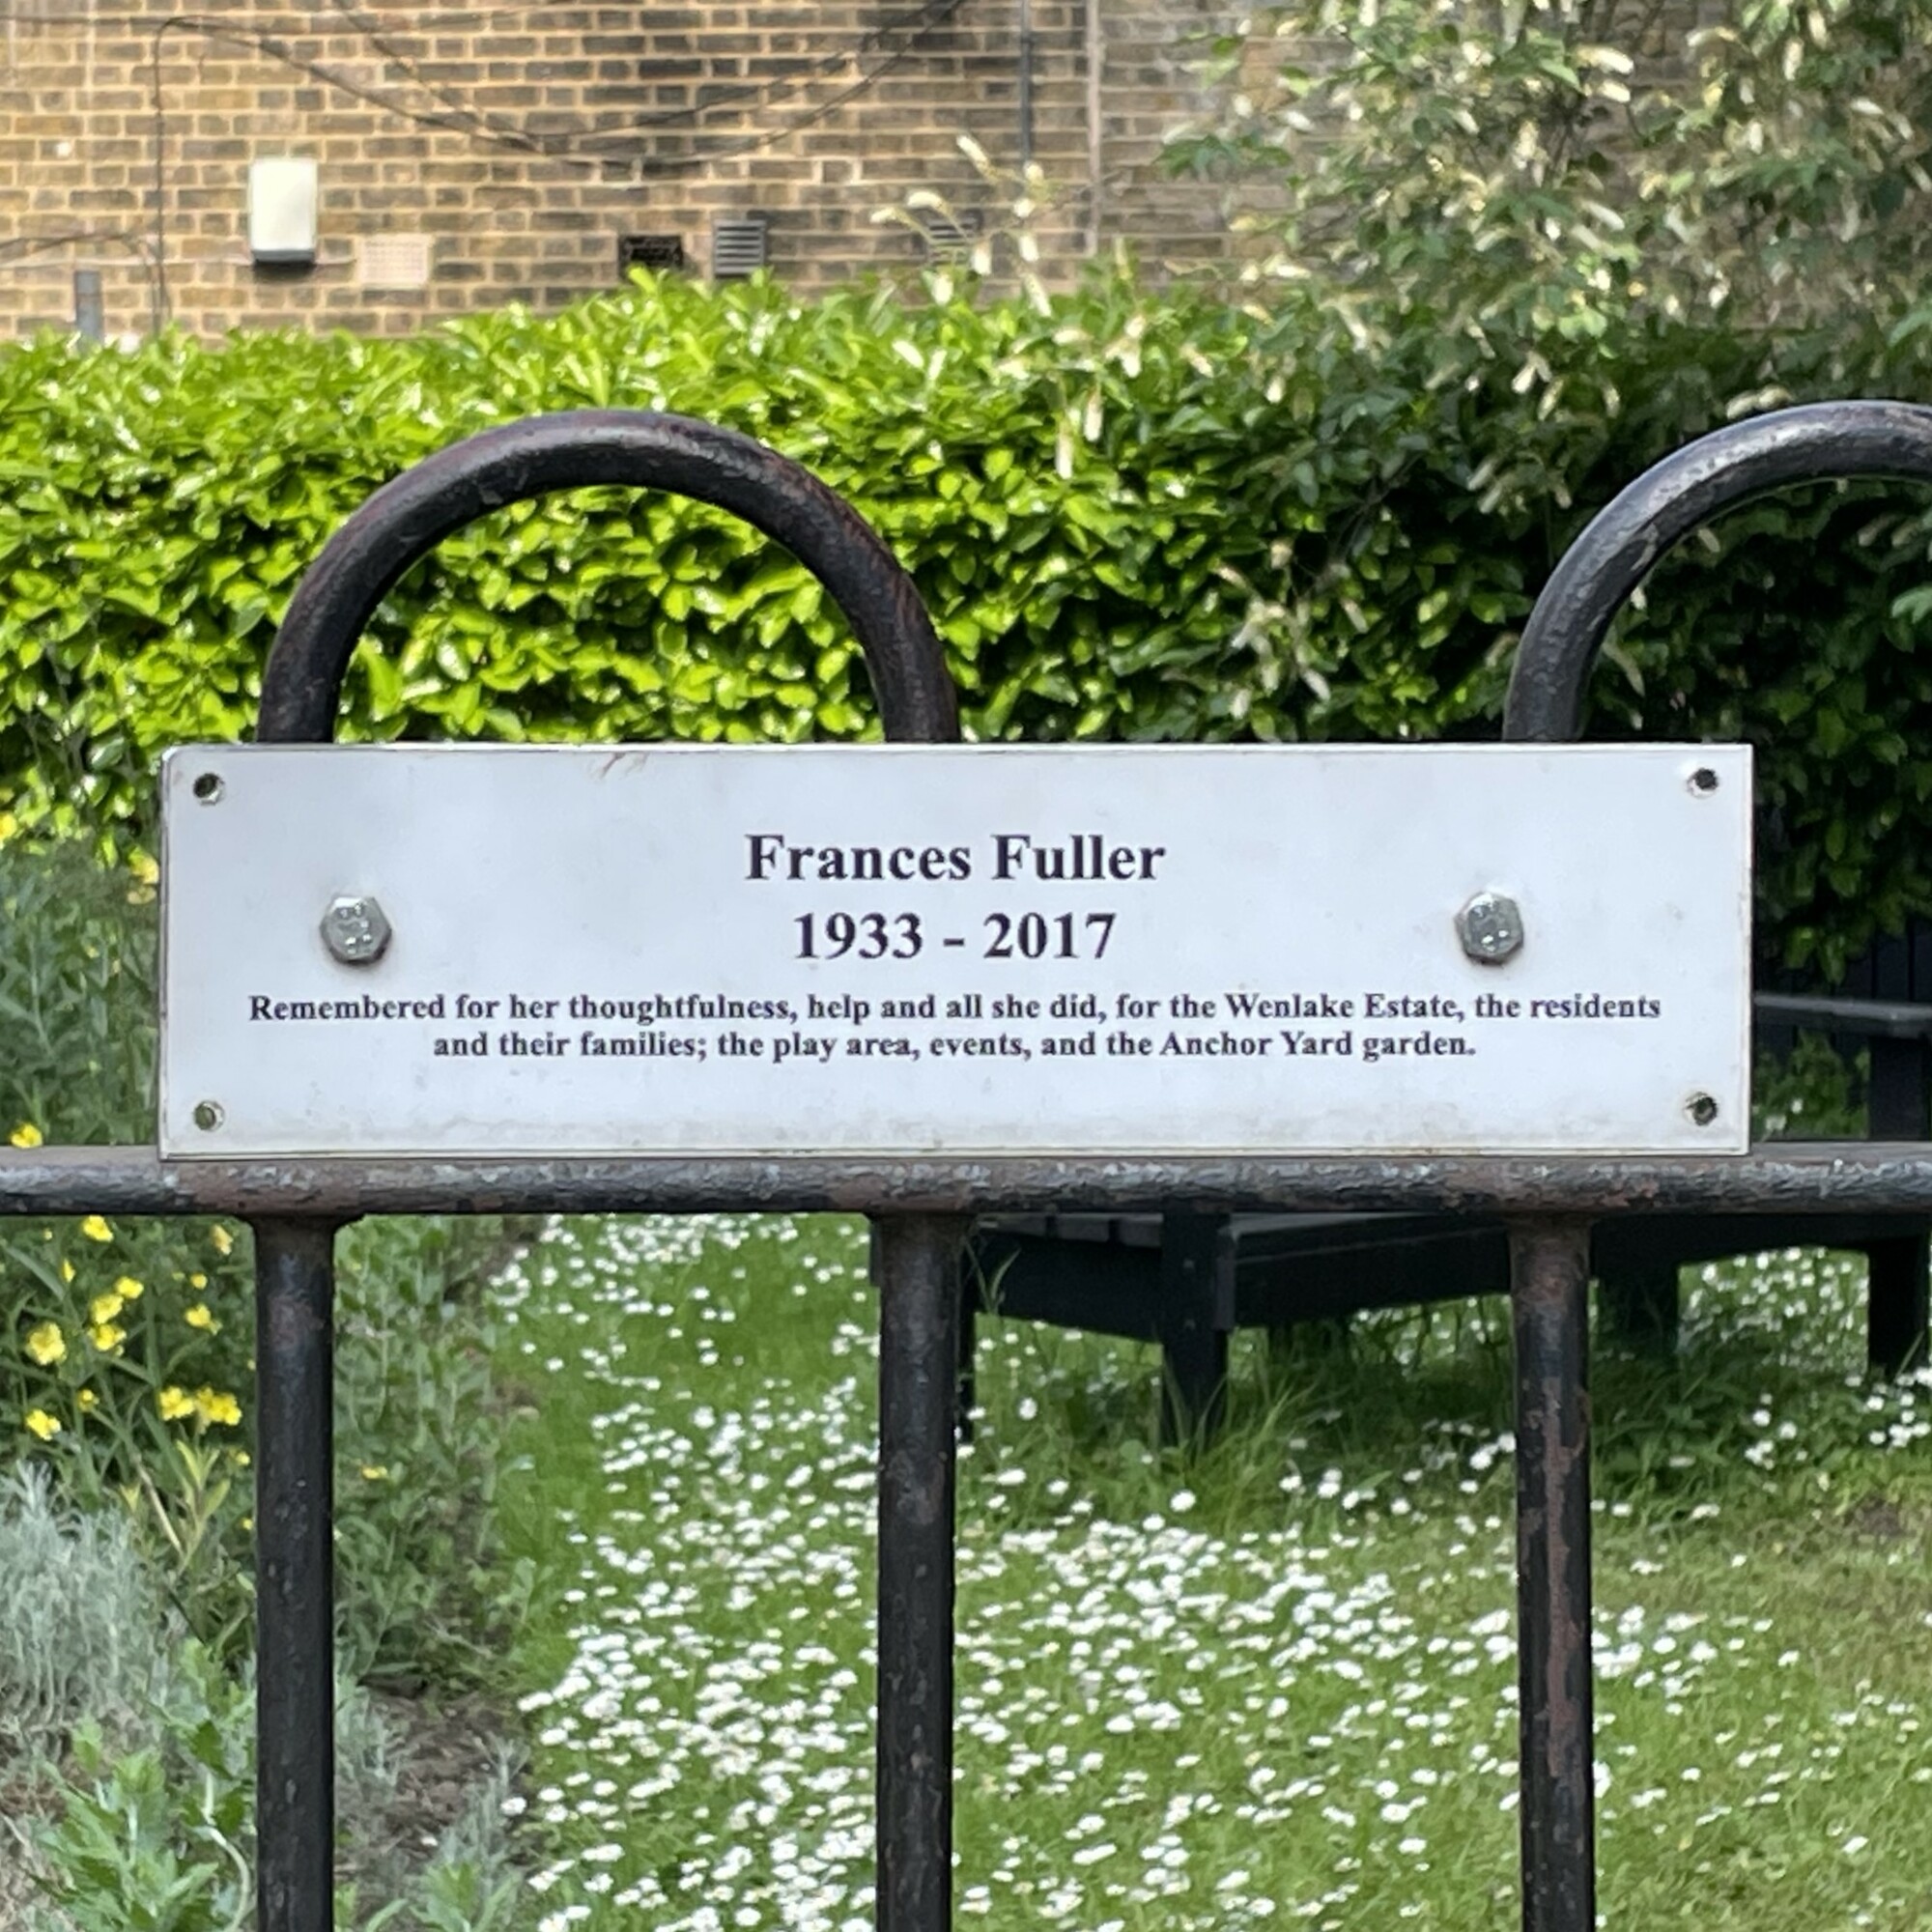 Frances Fuller
1933 - 2017
Remembered for her thoughtfulness, help and all she did, for the Wenlake Estate, the residents
and their families; the play area, events, and the Anchor Yard garden.